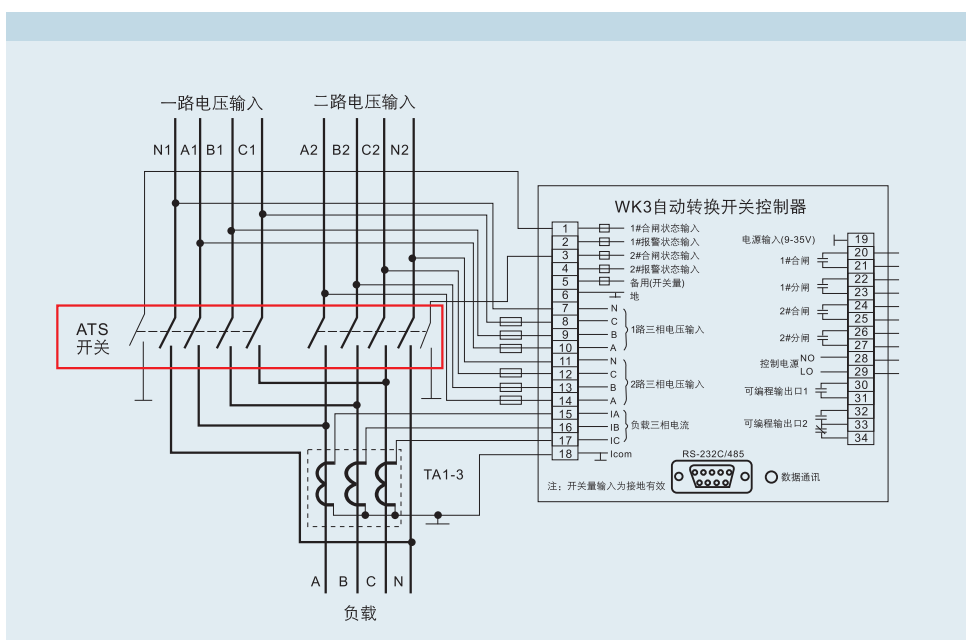 一路电压输入
二路电压输入
N1 A1 B1 C1
A2 B2 C2 N2
ATS
开关
TA1-3
A B C N
负载
WK3自动转换开关控制器
1 1#合闸状态输入
2 1#报警状态输入
3 2#合闸状态输入
4 2#报警状态输入
5 备用(开关量)
6 地
7 N
8 C
9 B
10 A
1路三相电压输入
11 N
12 C
13 B
14 A
2路三相电压输入
15 IA
16 IB
17 IC
负载三相电流
18 Icom
电源输入(9-35V) 19
20
1#合闸
21
22
1#分闸
23
24
2#合闸
25
26
2#分闸
27
控制电源 NO 28
LO 29
30
可编程输出口1
31
32
可编程输出口2 33
34
RS-232C/485
数据通讯
注：开关量输入为接地有效